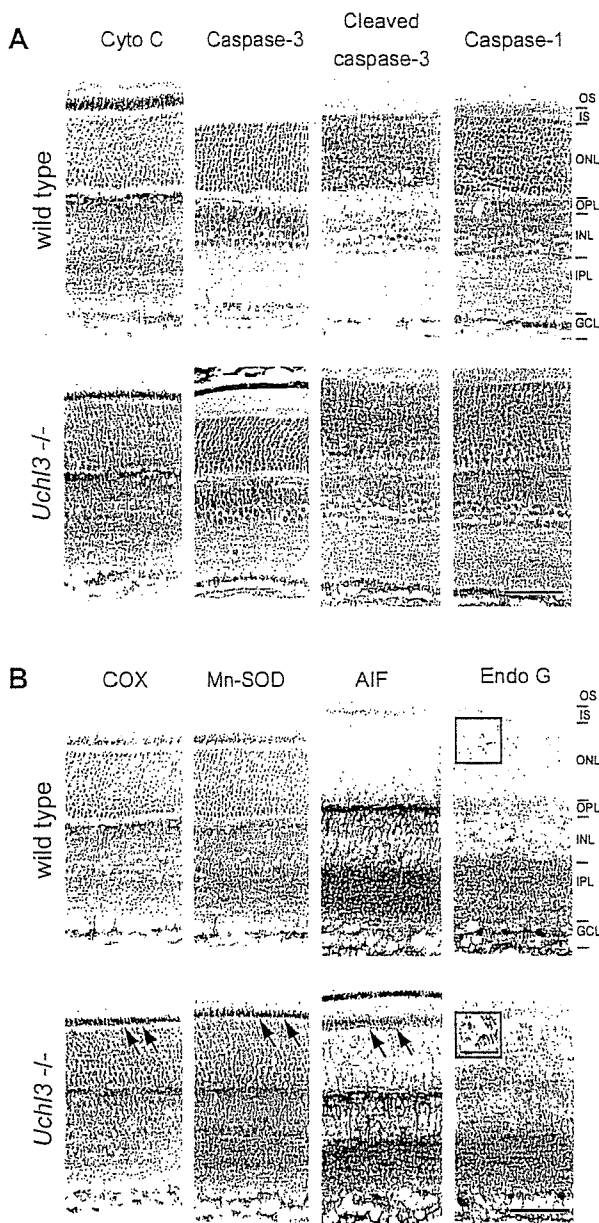 A
Cyto C
Caspase-3
Cleaved
caspase-3
Caspase-1
wild type
OS
IS
ONL
OPL
INL
IPL
GCL
Uchl3 -/-
B
COX
Mn-SOD
AIF
Endo G
wild type
OS
IS
ONL
OPL
INL
IPL
GCL
Uchl3 -/-